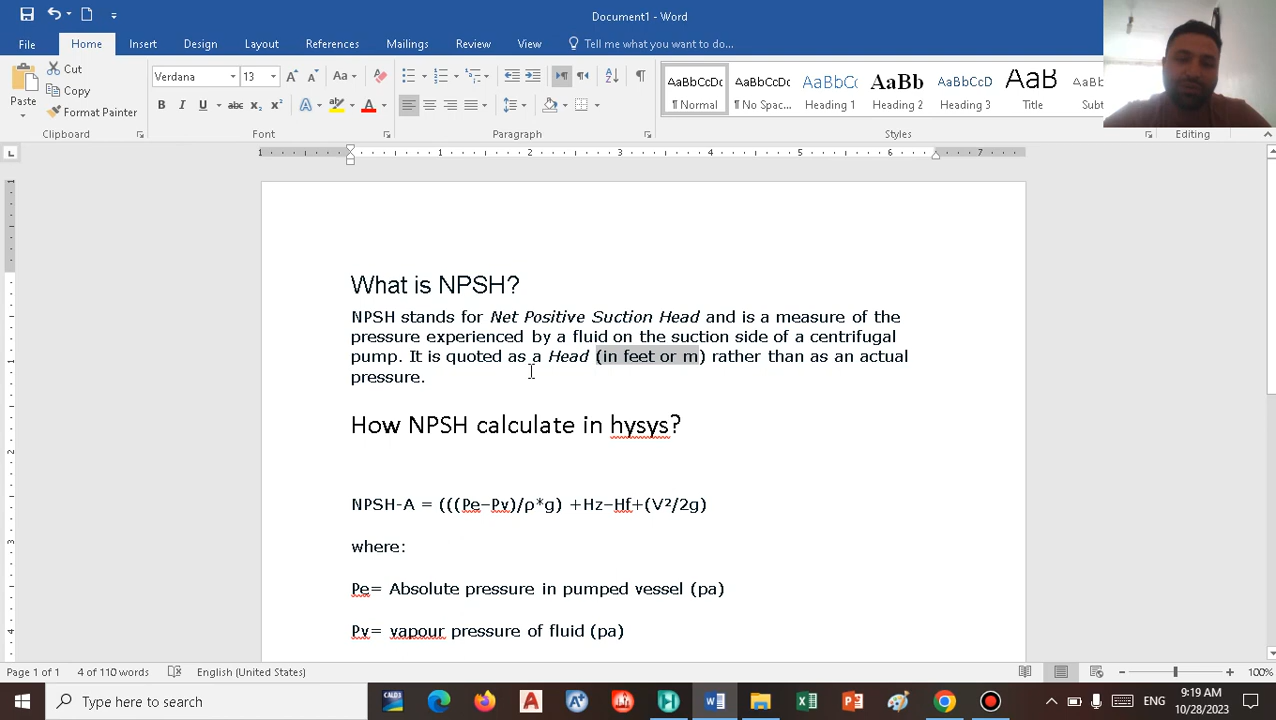 Document1 - Word
File Home Insert Design Layout References Mailings Review View Tell me what you want to do...
Paste
Cut
Copy
Format Painter
Clipboard
Verdana 13
Font
Paragraph
AaBbCcDc AaBbCcDc AaBbCc AaBb AaBbCcD AaB AaBb
¶ Normal ¶ No Spac... Heading Heading 2 Heading 3 Title Subt
Styles
Editing
What is NPSH?
NPSH stands for Net Positive Suction Head and is a measure of the
pressure experienced by a fluid on the suction side of a centrifugal
pump. It is quoted as a Head (in feet or m) rather than as an actual
pressure.
How NPSH calculate in hysys?
NPSH-A = (((Pe−Pv)/ρ*g) +Hz−Hf+(V²/2g)
where:
Pe= Absolute pressure in pumped vessel (pa)
Pv= vapour pressure of fluid (pa)
Page 1 of 1 4 of 110 words English (United States) 100%
Type here to search
ENG
9:19 AM
10/28/2023